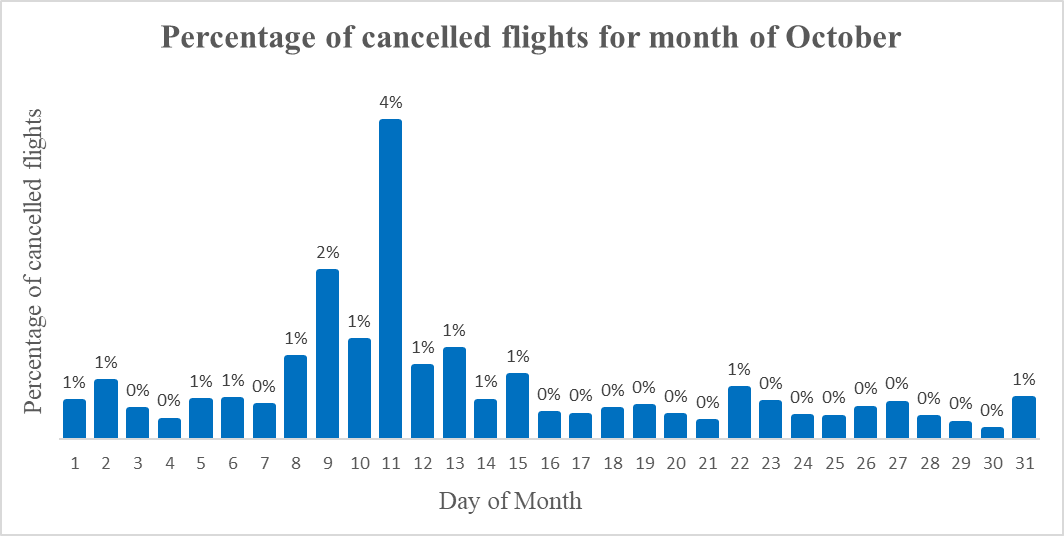 Percentage of cancelled flights for month of October
Percentage of cancelled flights
1% 1% 0% 0% 1% 1% 0% 1% 2% 1% 4% 1% 1% 1% 1% 0% 0% 0% 0% 0% 0% 1% 0% 0% 0% 0% 0% 0% 0% 0% 1%
1 2 3 4 5 6 7 8 9 10 11 12 13 14 15 16 17 18 19 20 21 22 23 24 25 26 27 28 29 30 31
Day of Month